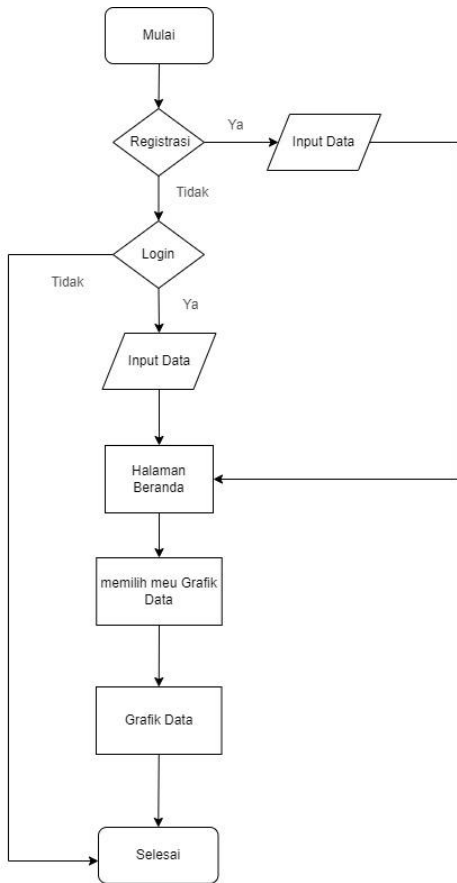 Mulai
Registrasi
Ya
Input Data
Tidak
Login
Tidak
Ya
Input Data
Halaman
Beranda
memilih meu Grafik
Data
Grafik Data
Selesai